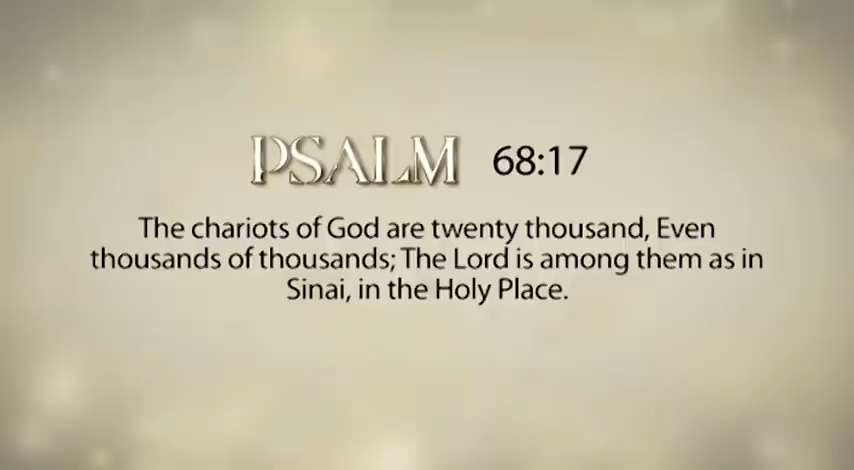 PSALM 68:17
The chariots of God are twenty thousand, Even
thousands of thousands; The Lord is among them as in
Sinai, in the Holy Place.